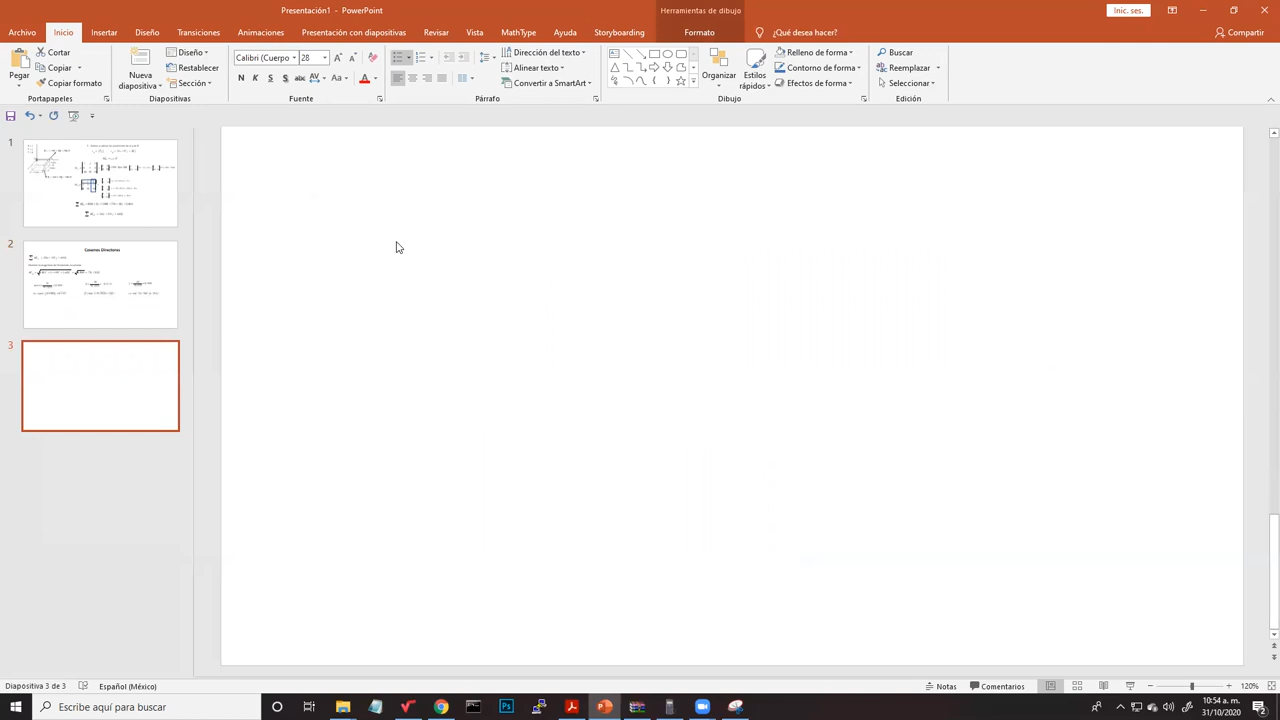 Presentación1 - PowerPoint
Herramientas de dibujo
Inic. ses.
Archivo Inicio Insertar Diseño Transiciones Animaciones Presentación con diapositivas Revisar Vista MathType Ayuda Storyboarding Formato ¿Qué desea hacer? Compartir
Pegar
Cortar
Copiar
Copiar formato
Portapapeles
Nueva
diapositiva
Diseño
Restablecer
Sección
Diapositivas
Calibri (Cuerpo 28
N K S S abc AV Aa A
Fuente
Dirección del texto
Alinear texto
Convertir a SmartArt
Párrafo
Organizar
Estilos
rápidos
Relleno de forma
Contorno de forma
Efectos de forma
Dibujo
Buscar
Reemplazar
Seleccionar
Edición
1
2
Cosenos Directores
3
Diapositiva 3 de 3 Español (México) Notas Comentarios 120%
Escribe aquí para buscar
10:54 a. m.
31/10/2020